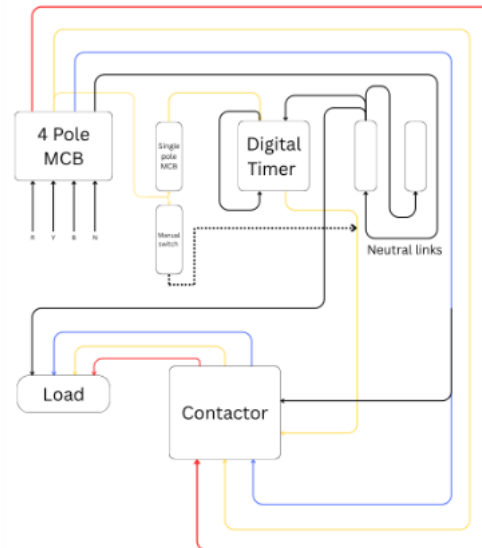 4 Pole
MCB
Single
pole
MCB
Digital
Timer
Manual
switch
R Y B N
Neutral links
Load
Contactor